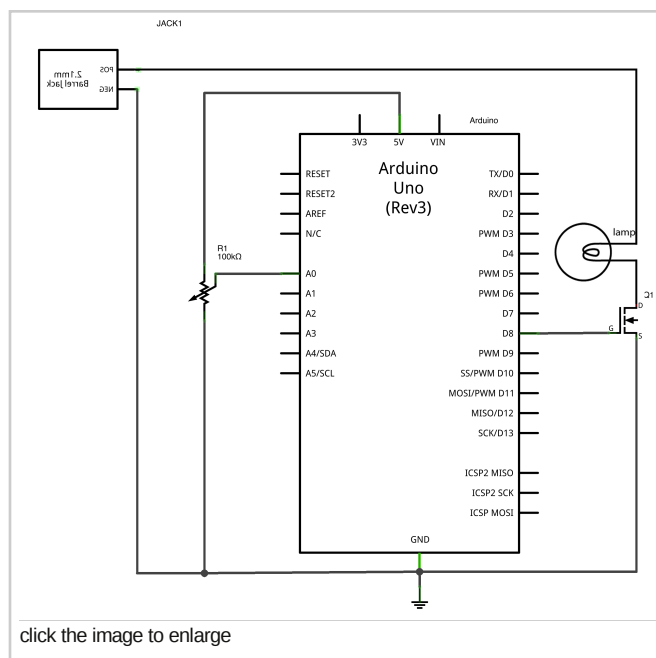 JACK1
2.1mm
Barrel Jack
POS
NEG
Arduino
3V3
5V
VIN
Arduino
Uno
(Rev3)
RESET
RESET2
AREF
N/C
A0
A1
A2
A3
A4/SDA
A5/SCL
TX/D0
RX/D1
D2
PWM D3
D4
PWM D5
PWM D6
D7
D8
PWM D9
SS/PWM D10
MOSI/PWM D11
MISO/D12
SCK/D13
ICSP2 MISO
ICSP2 SCK
ICSP MOSI
GND
R1
100kΩ
lamp
Q1
D
G
S
click the image to enlarge